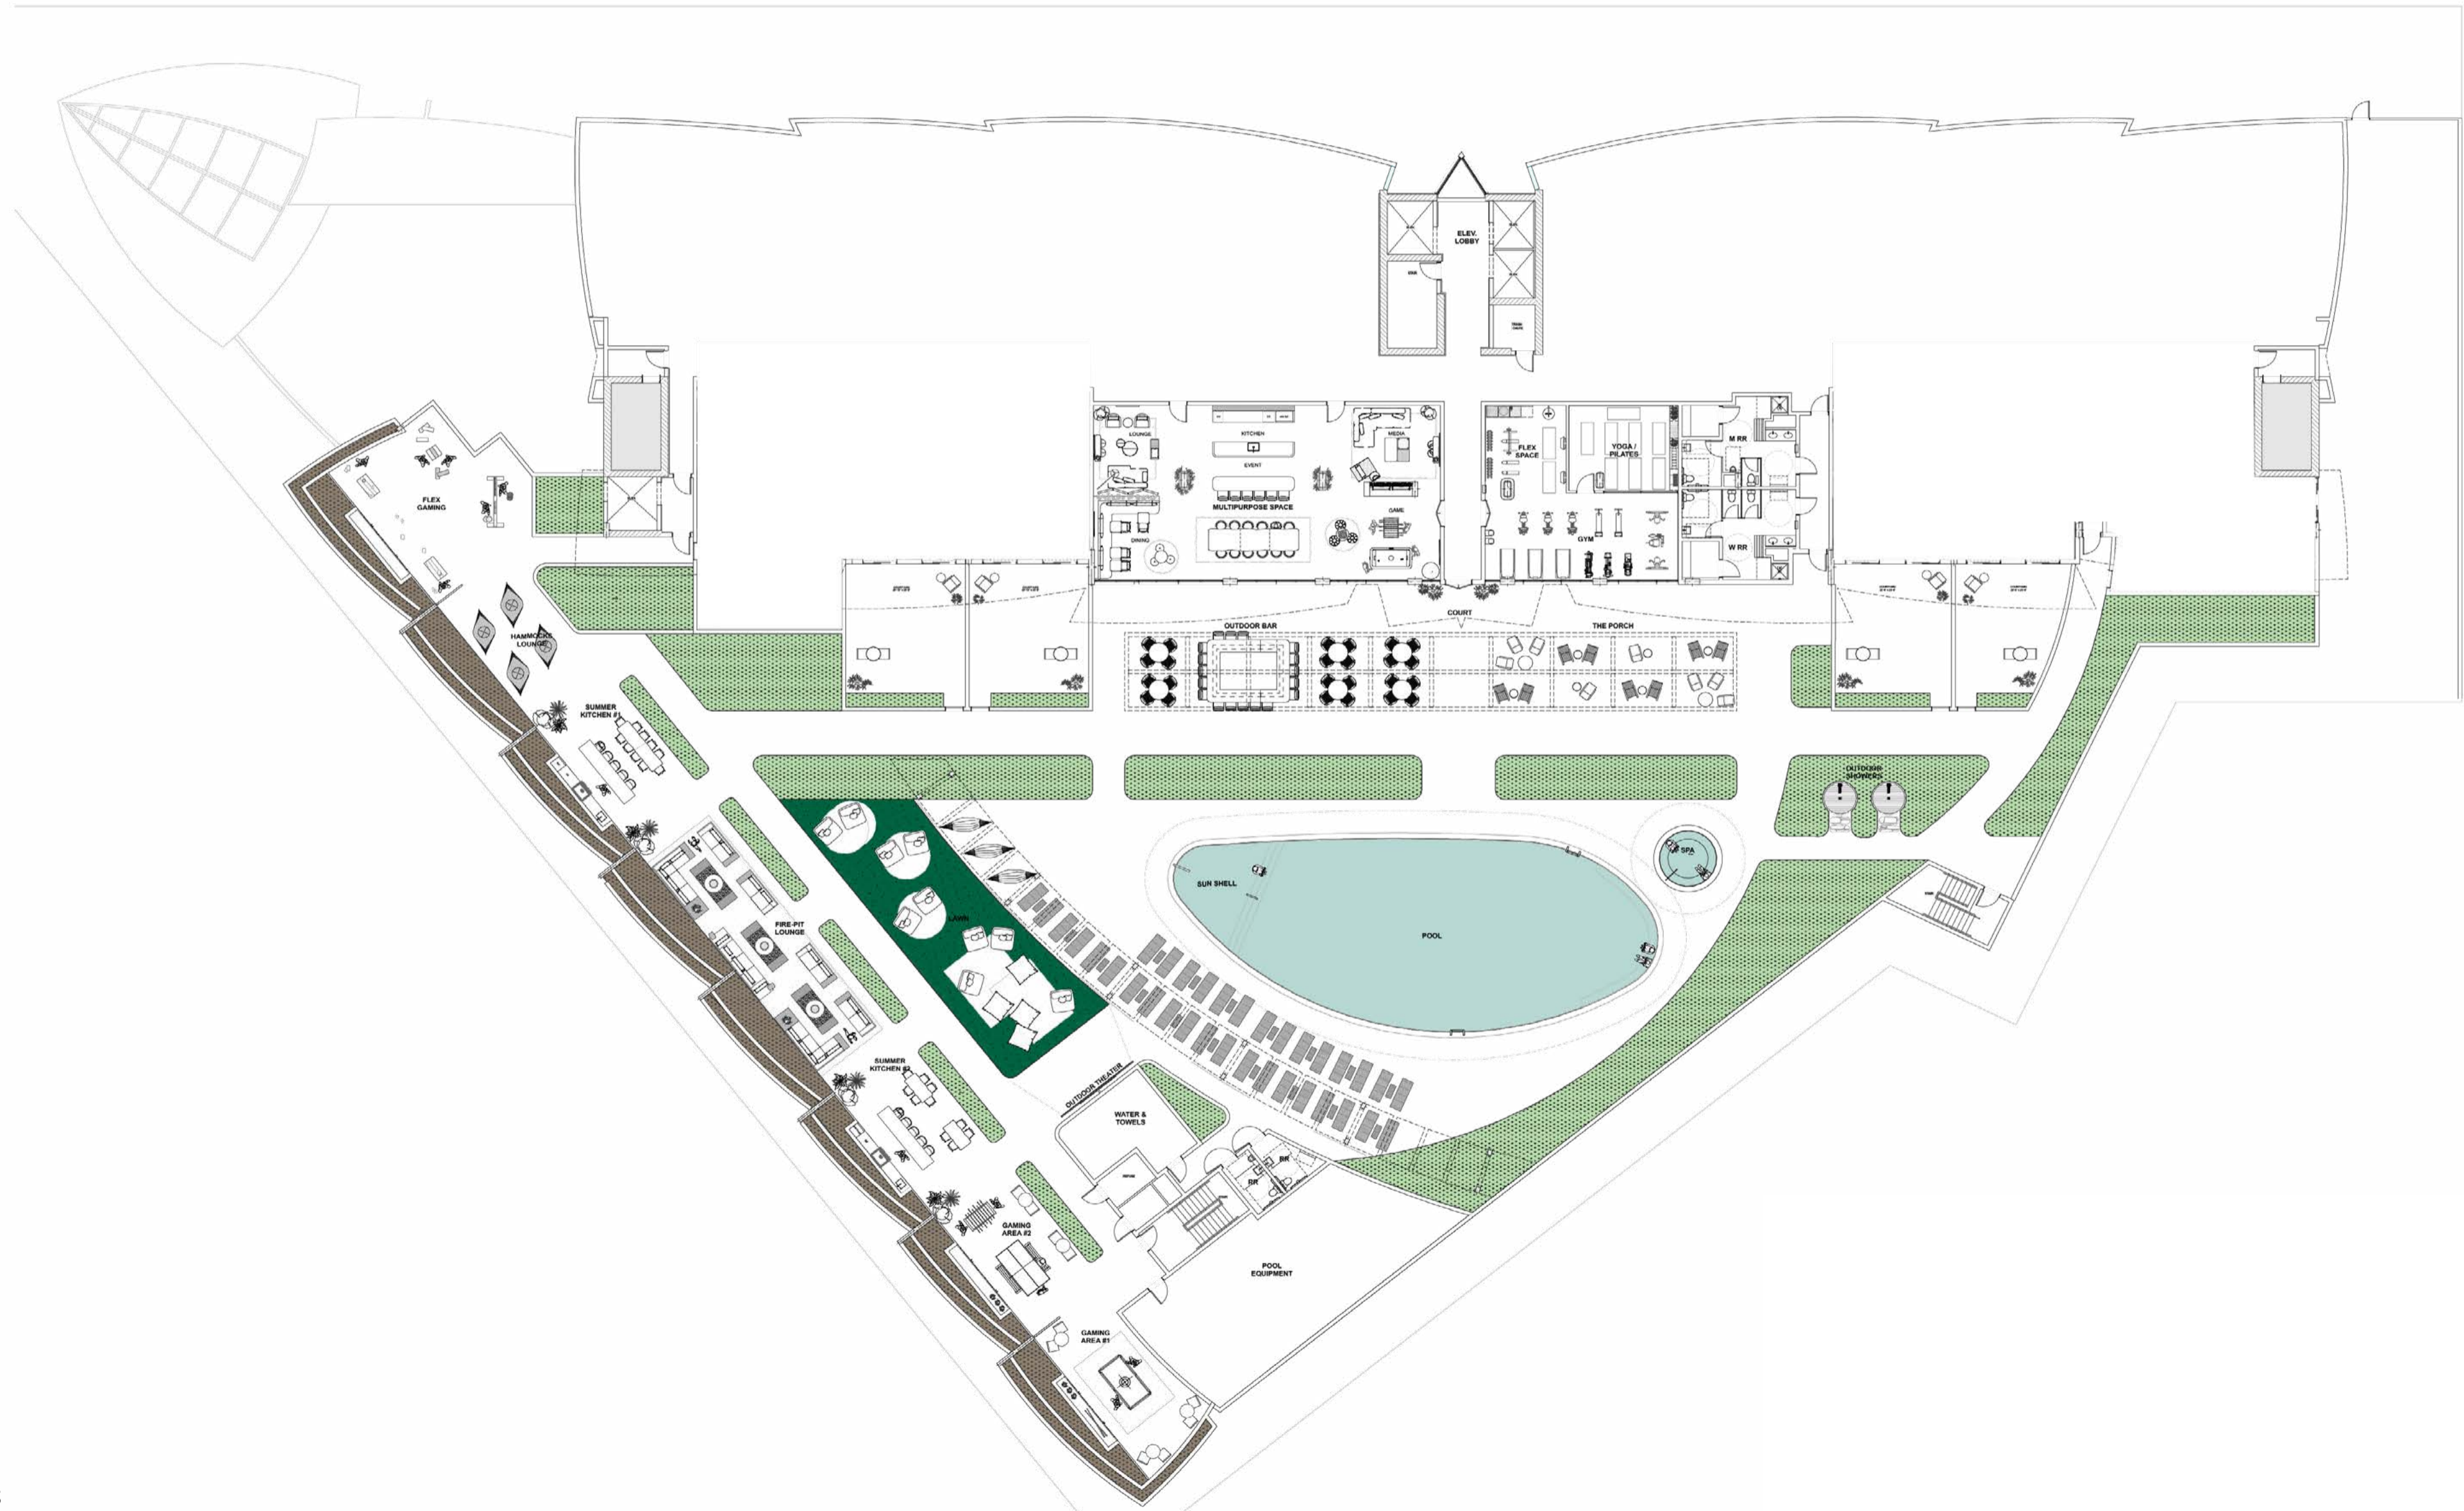 ELEV.
LOBBY
LOUNGE
KITCHEN
MEDIA
EVENT
MULTIPURPOSE SPACE
GAME
DINING
FLEX
SPACE
YOGA /
PILATES
M RR
GYM
W RR
FLEX
GAMING
HAMMOCKS
LOUNGE
OUTDOOR BAR
COURT
THE PORCH
SUMMER
KITCHEN #1
OUTDOOR
SHOWERS
FIRE-PIT
LOUNGE
LAWN
SUN SHELL
POOL
SPA
SUMMER
KITCHEN #2
OUTDOOR THEATER
WATER &
TOWELS
RR
RR
GAMING
AREA #2
POOL
EQUIPMENT
GAMING
AREA #1